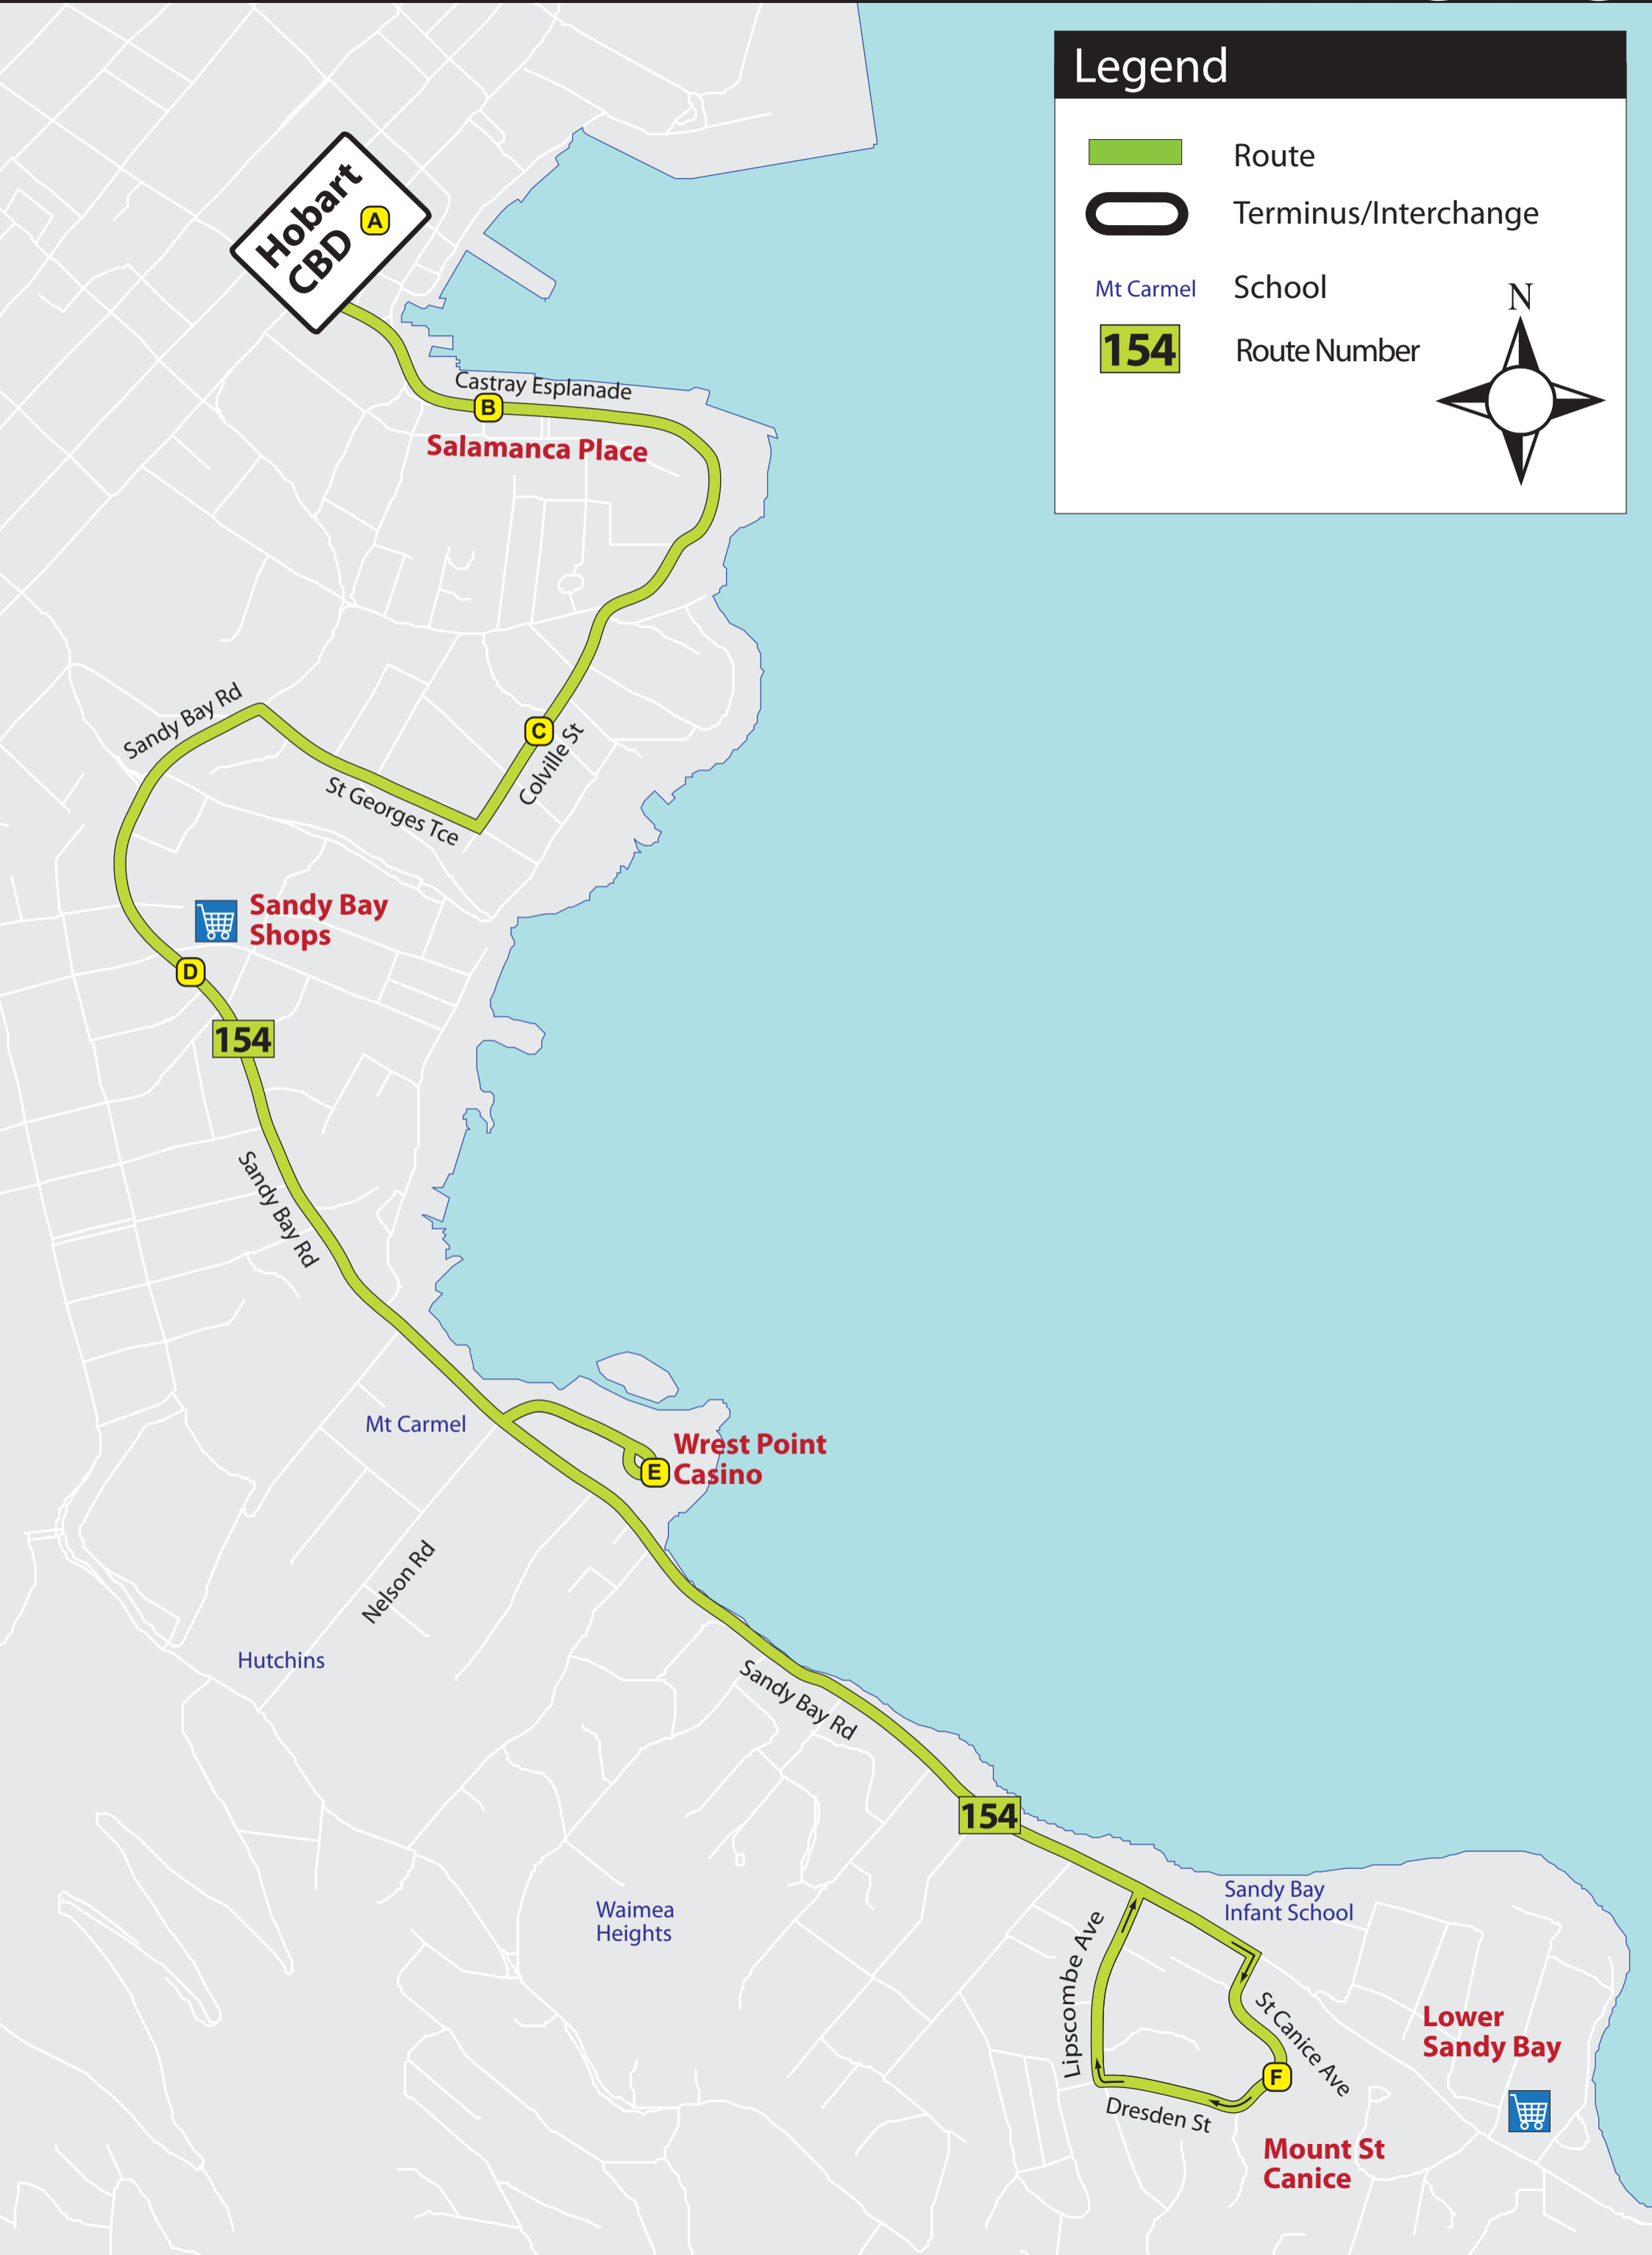 Legend
Route
Terminus/Interchange
Mt Carmel
School
N
154
Route Number
Hobart
CBD
A
Castray Esplanade
B
Salamanca Place
Sandy Bay Rd
C
Colville St
St Georges Tce
Sandy Bay
Shops
D
154
Sandy Bay Rd
Mt Carmel
Wrest Point
Casino
E
Nelson Rd
Hutchins
Sandy Bay Rd
154
Sandy Bay
Infant School
Waimea
Heights
Lipscombe Ave
St Canice Ave
Lower
Sandy Bay
F
Dresden St
Mount St
Canice